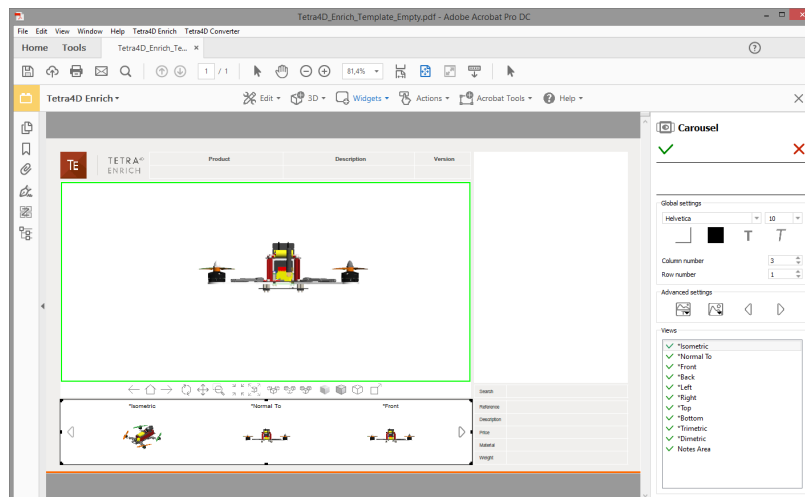 Tetra4D_Enrich_Template_Empty.pdf - Adobe Acrobat Pro DC
File Edit View Window Help Tetra4D Enrich Tetra4D Converter
Home Tools Tetra4D_Enrich_Te... × ?
1 / 1 81,4%
Tetra4D Enrich Edit 3D Widgets Actions Acrobat Tools Help
Carousel
TE TETRA4D ENRICH Product Description Version
Global settings
Helvetica 10
T T
Column number 3
Row number 1
Advanced settings
Views
*Isometric
*Normal To
*Front
*Back
*Left
*Right
*Top
*Bottom
*Trimetric
*Dimetric
Notes Area
*Isometric *Normal To *Front
Search
Reference
Description
Price
Material
Weight